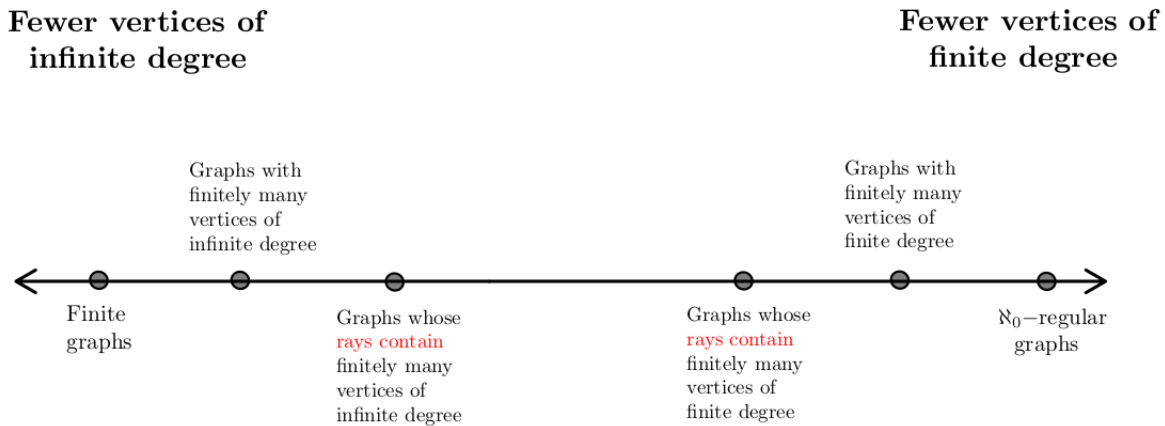 Fewer vertices of
infinite degree
Fewer vertices of
finite degree
Graphs with
finitely many
vertices of
infinite degree
Graphs with
finitely many
vertices of
finite degree
Finite
graphs
Graphs whose
rays contain
finitely many
vertices of
infinite degree
Graphs whose
rays contain
finitely many
vertices of
finite degree
ℵ₀−regular
graphs